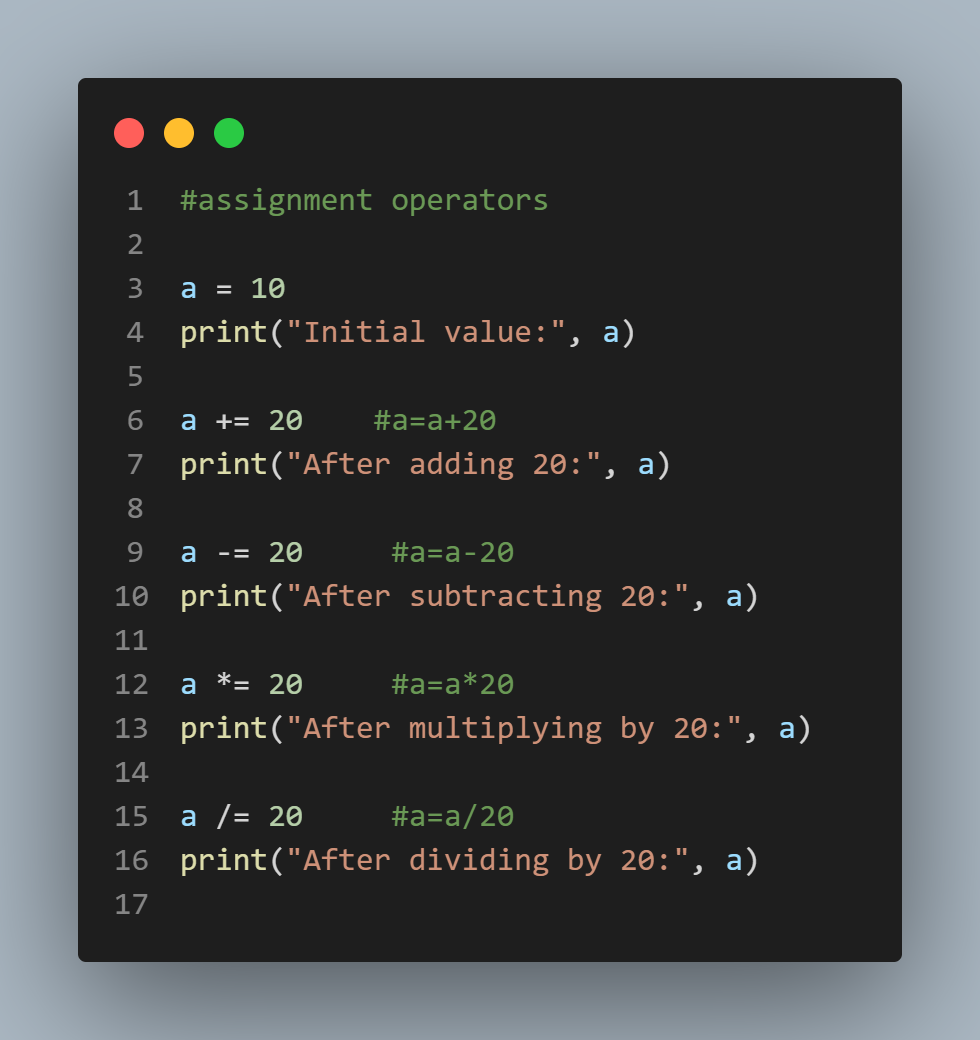 1 #assignment operators
2
3 a = 10
4 print("Initial value:", a)
5
6 a += 20    #a=a+20
7 print("After adding 20:", a)
8
9 a -= 20     #a=a-20
10 print("After subtracting 20:", a)
11
12 a *= 20     #a=a*20
13 print("After multiplying by 20:", a)
14
15 a /= 20     #a=a/20
16 print("After dividing by 20:", a)
17